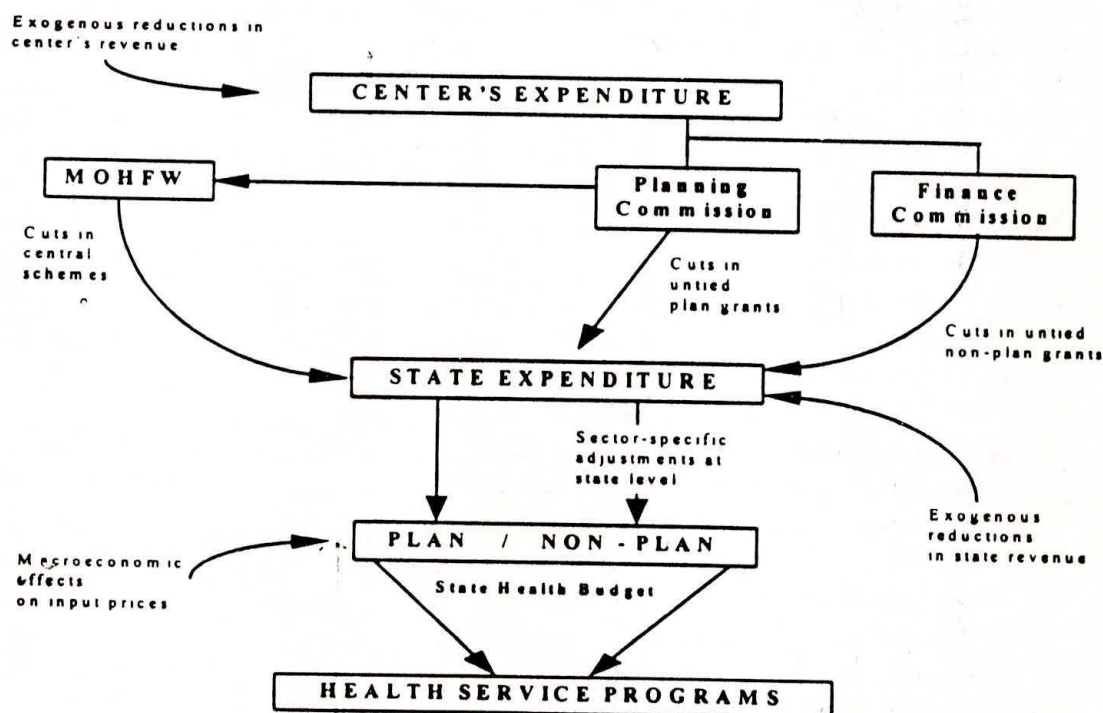 Exogenous reductions in
center's revenue
CENTER'S EXPENDITURE
MOHFW
Planning
Commission
Finance
Commission
Cuts in
central
schemes
Cuts in
untied
plan grants
Cuts in untied
non-plan grants
STATE EXPENDITURE
Sector-specific
adjustments at
state level
Exogenous
reductions
in state revenue
PLAN / NON-PLAN
Macroeconomic
effects
on input prices
State Health Budget
HEALTH SERVICE PROGRAMS